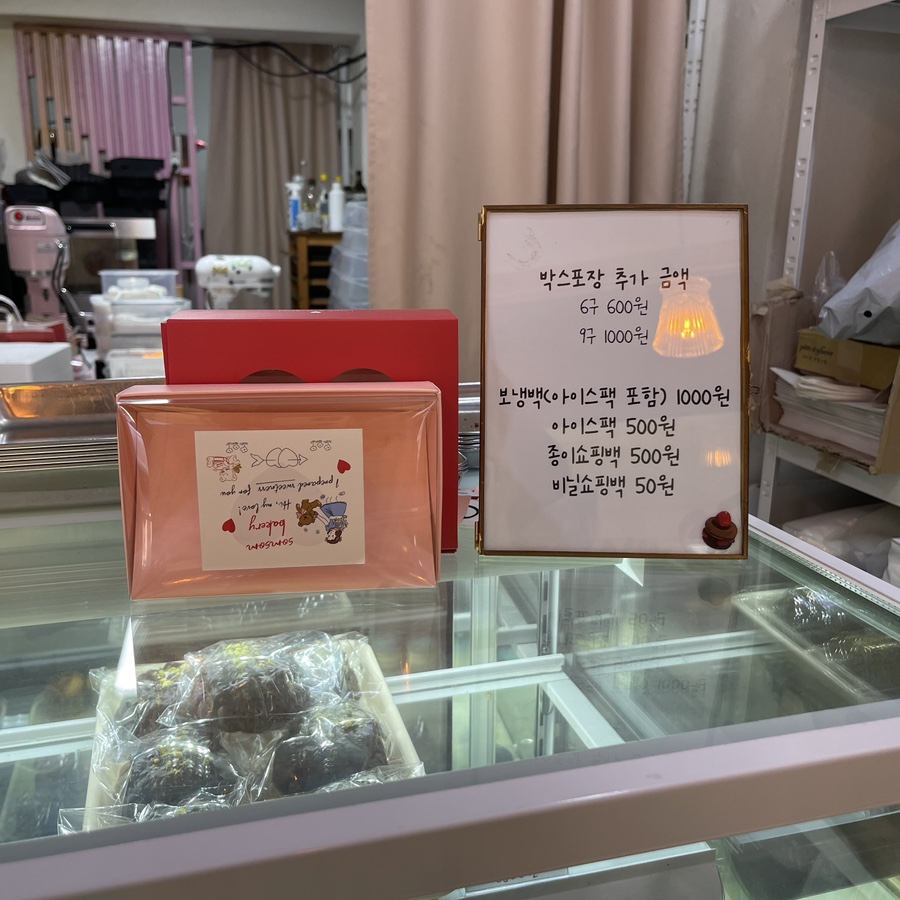 박스포장 추가 금액
6구 600원
9구 1000원
보냉백(아이스팩 포함) 1000원
아이스팩 500원
종이쇼핑백 500원
비닐쇼핑백 50원
somsom
bakery
Hi, my love!
I prepared sweetness for you